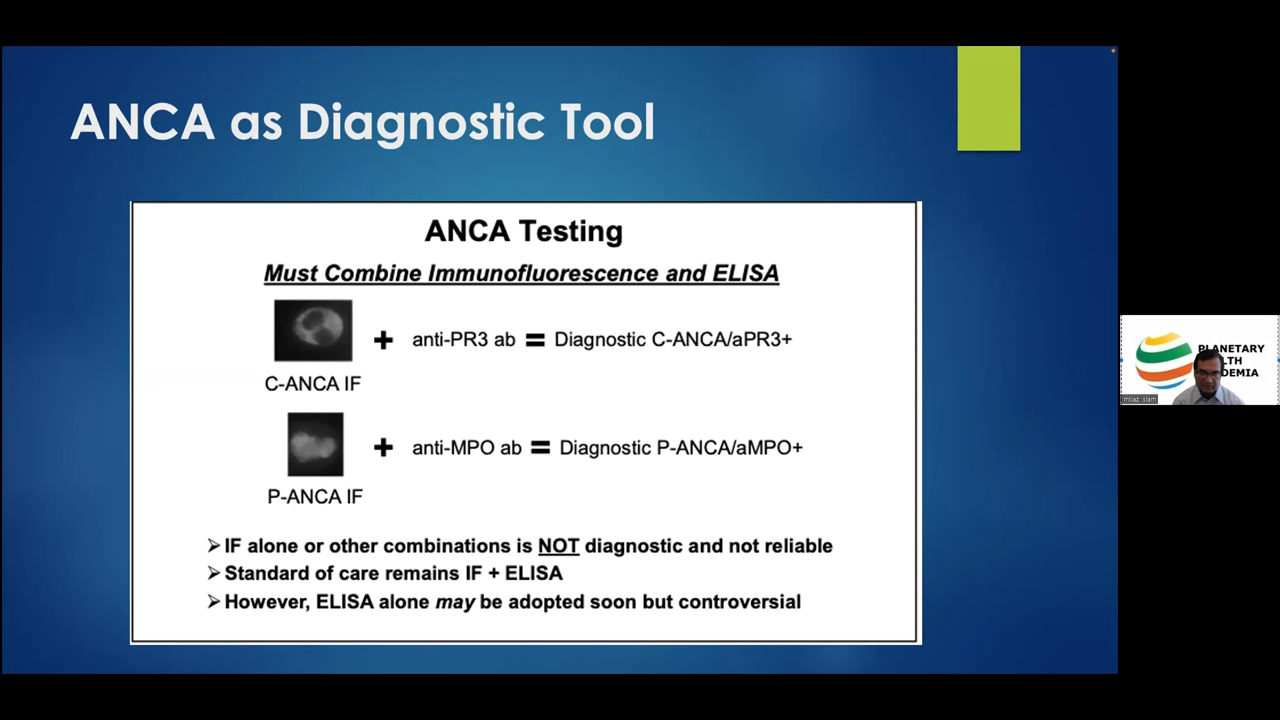 ANCA as Diagnostic Tool
ANCA Testing
Must Combine Immunofluorescence and ELISA
+ anti-PR3 ab = Diagnostic C-ANCA/aPR3+
C-ANCA IF
+ anti-MPO ab = Diagnostic P-ANCA/aMPO+
P-ANCA IF
➢ IF alone or other combinations is NOT diagnostic and not reliable
➢ Standard of care remains IF + ELISA
➢ However, ELISA alone may be adopted soon but controversial
PLANETARY
imtiaz islam